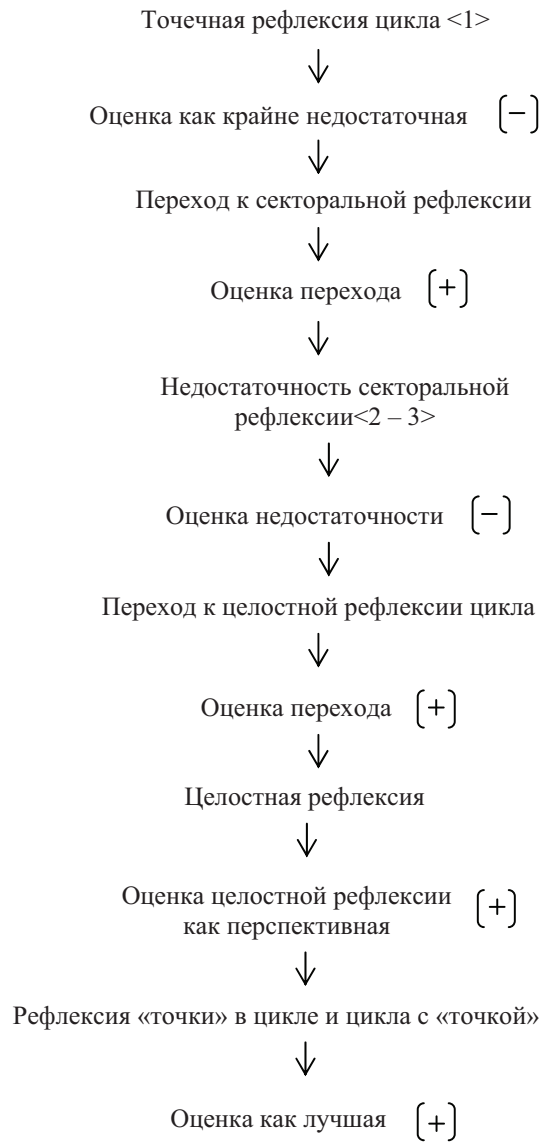 Точечная рефлексия цикла <1>
Оценка как крайне недостаточная (−)
Переход к секторальной рефлексии
Оценка перехода (+)
Недостаточность секторальной
рефлексии<2 – 3>
Оценка недостаточности (−)
Переход к целостной рефлексии цикла
Оценка перехода (+)
Целостная рефлексия
Оценка целостной рефлексии (+)
как перспективная
Рефлексия «точки» в цикле и цикла с «точкой»
Оценка как лучшая (+)